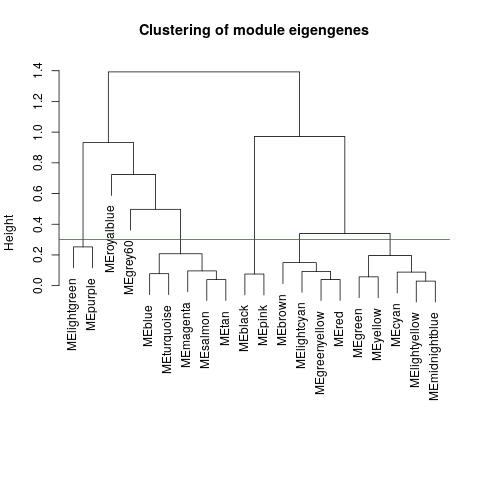 Clustering of module eigengenes
Height
1.4
1.2
1.0
0.8
0.6
0.4
0.2
0.0
MElightgreen
MEpurple
MEroyalblue
MEgrey60
MEblue
MEturquoise
MEmagenta
MEsalmon
MEtan
MEblack
MEpink
MEbrown
MElightcyan
MEgreenyellow
MEred
MEgreen
MEyellow
MEcyan
MElightyellow
MEmidnightblue